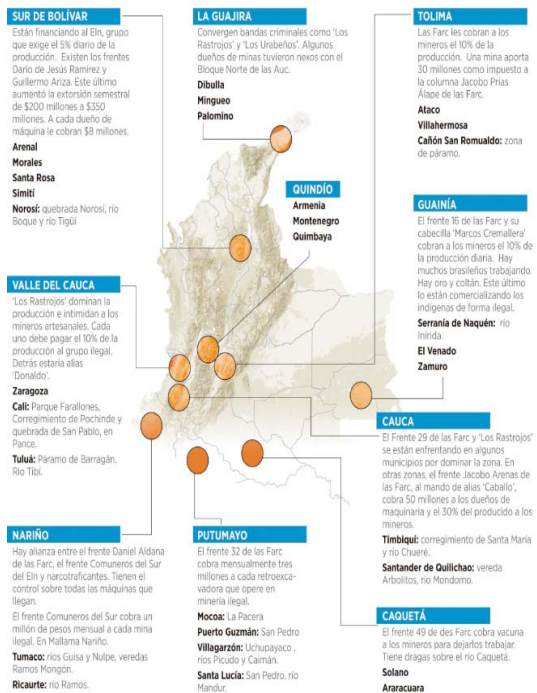 SUR DE BOLÍVAR
Están financiando al Eln, grupo
que exige el 5% diario de la
producción. Existen los frentes
Darío de Jesús Ramírez y
Guillermo Ariza. Este último
aumentó la extorsión semestral
de $200 millones a $350
millones. A cada dueño de
máquina le cobran $8 millones.
Arenal
Morales
Santa Rosa
Simití
Norosí: quebrada Norosí, río
Boque y río Tigüí
LA GUAJIRA
Convergen bandas criminales como 'Los
Rastrojos' y 'Los Urabeños'. Algunos
dueños de minas tuvieron nexos con el
Bloque Norte de las Auc.
Dibulla
Mingueo
Palomino
TOLIMA
Las Farc les cobran a los
mineros el 10% de la
producción. Una mina aporta
30 millones como impuesto a
la columna Jacobo Prías
Álape de las Farc.
Ataco
Villahermosa
Cañón San Romualdo: zona
de páramo.
QUINDÍO
Armenia
Montenegro
Quimbaya
GUAINÍA
El frente 16 de las Farc y su
cabecilla 'Marcos Cremallera'
cobran a los mineros el 10% de
la producción diaria. Hay
muchos brasileños trabajando.
Hay oro y coltán. Este último
lo están comercializando los
indígenas de forma ilegal.
Serranía de Naquén: río
Inirida.
El Venado
Zamuro
VALLE DEL CAUCA
'Los Rastrojos' dominan la
producción e intimidan a los
mineros artesanales. Cada
uno debe pagar el 10% de la
producción al grupo ilegal.
Detrás estaría alias
'Donaldo'.
Zaragoza
Cali: Parque Farallones,
Corregimiento de Pochinde y
quebrada de San Pablo, en
Pance.
Tuluá: Páramo de Barragán,
Río Tibí.
CAUCA
El Frente 29 de las Farc y 'Los Rastrojos'
se están enfrentando en algunos
municipios por dominar la zona. En
otras zonas, el frente Jacobo Arenas de
las Farc, al mando de alias 'Caballo',
cobra 50 millones a los dueños de
maquinaria y el 30% del producido a los
mineros.
Timbiquí: corregimiento de Santa María
y río Chueré.
Santander de Quilichao: vereda
Arbolitos, río Mondomo.
NARIÑO
Hay alianza entre el frente Daniel Aldana
de las Farc, el frente Comuneros del Sur
del Eln y narcotraficantes. Tienen el
control sobre todas las máquinas que
llegan.
El frente Comuneros del Sur cobra un
millón de pesos mensual a cada mina
ilegal. En Mallama Nariño.
Tumaco: ríos Guisa y Nulpe, veredas
Ramos Mongón.
Ricaurte: río Ramos.
PUTUMAYO
El frente 32 de las Farc
cobra mensualmente tres
millones a cada retroexca-
vadora que opere en
minería ilegal.
Mocoa: La Pacera
Puerto Guzmán: San Pedro
Villagarzón: Uchupayaco ,
ríos Picudo y Caimán.
Santa Lucía: San Pedro, río
Mandur.
CAQUETÁ
El frente 49 de des Farc cobra vacuna
a los mineros para dejarlos trabajar.
Tiene dragas sobre el río Caquetá.
Solano
Araracuara